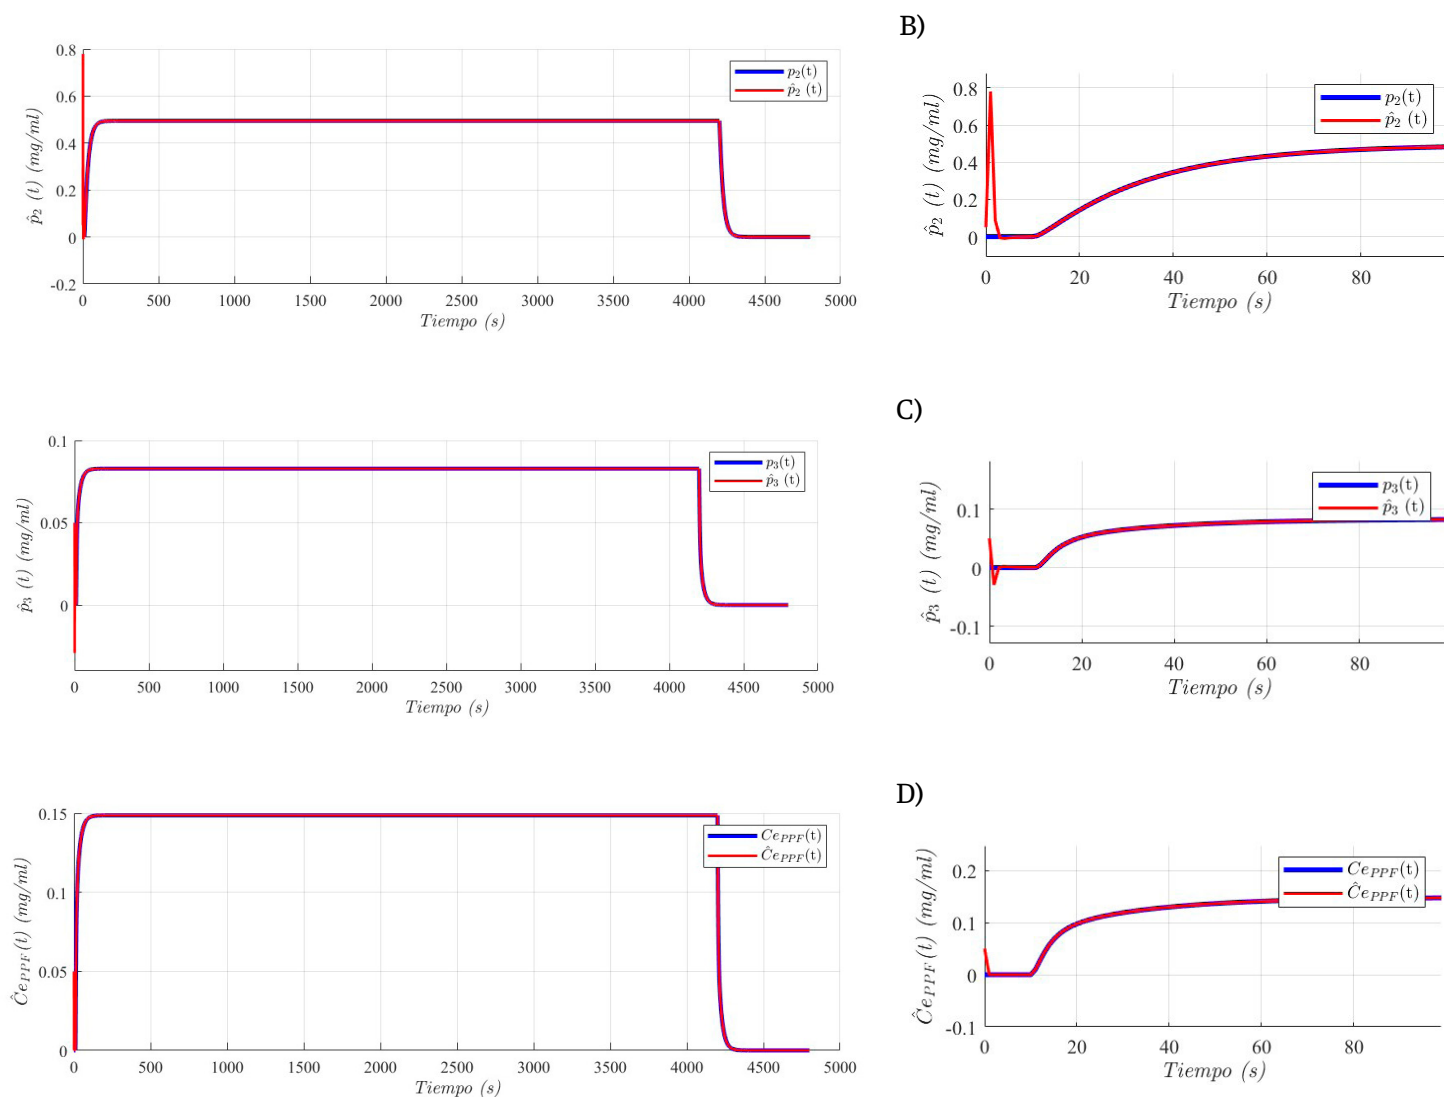 B)
0.8
0.6
0.4
0.2
0
-0.2
p̂₂ (t) (mg/ml)
p₂(t)
p̂₂ (t)
0 500 1000 1500 2000 2500 3000 3500 4000 4500 5000
Tiempo (s)
0.8
0.6
0.4
0.2
0
p̂₂ (t) (mg/ml)
p₂(t)
p̂₂ (t)
0 20 40 60 80
Tiempo (s)
C)
0.1
0.05
0
p̂₃ (t) (mg/ml)
p₃(t)
p̂₃ (t)
0 500 1000 1500 2000 2500 3000 3500 4000 4500 5000
Tiempo (s)
0.1
0
-0.1
p̂₃ (t) (mg/ml)
p₃(t)
p̂₃ (t)
0 20 40 60 80
Tiempo (s)
D)
0.15
0.1
0.05
0
Ĉe_PPF(t) (mg/ml)
Ce_PPF(t)
Ĉe_PPF(t)
0 500 1000 1500 2000 2500 3000 3500 4000 4500 5000
Tiempo (s)
0.2
0.1
0
-0.1
Ĉe_PPF(t) (mg/ml)
Ce_PPF(t)
Ĉe_PPF(t)
0 20 40 60 80
Tiempo (s)